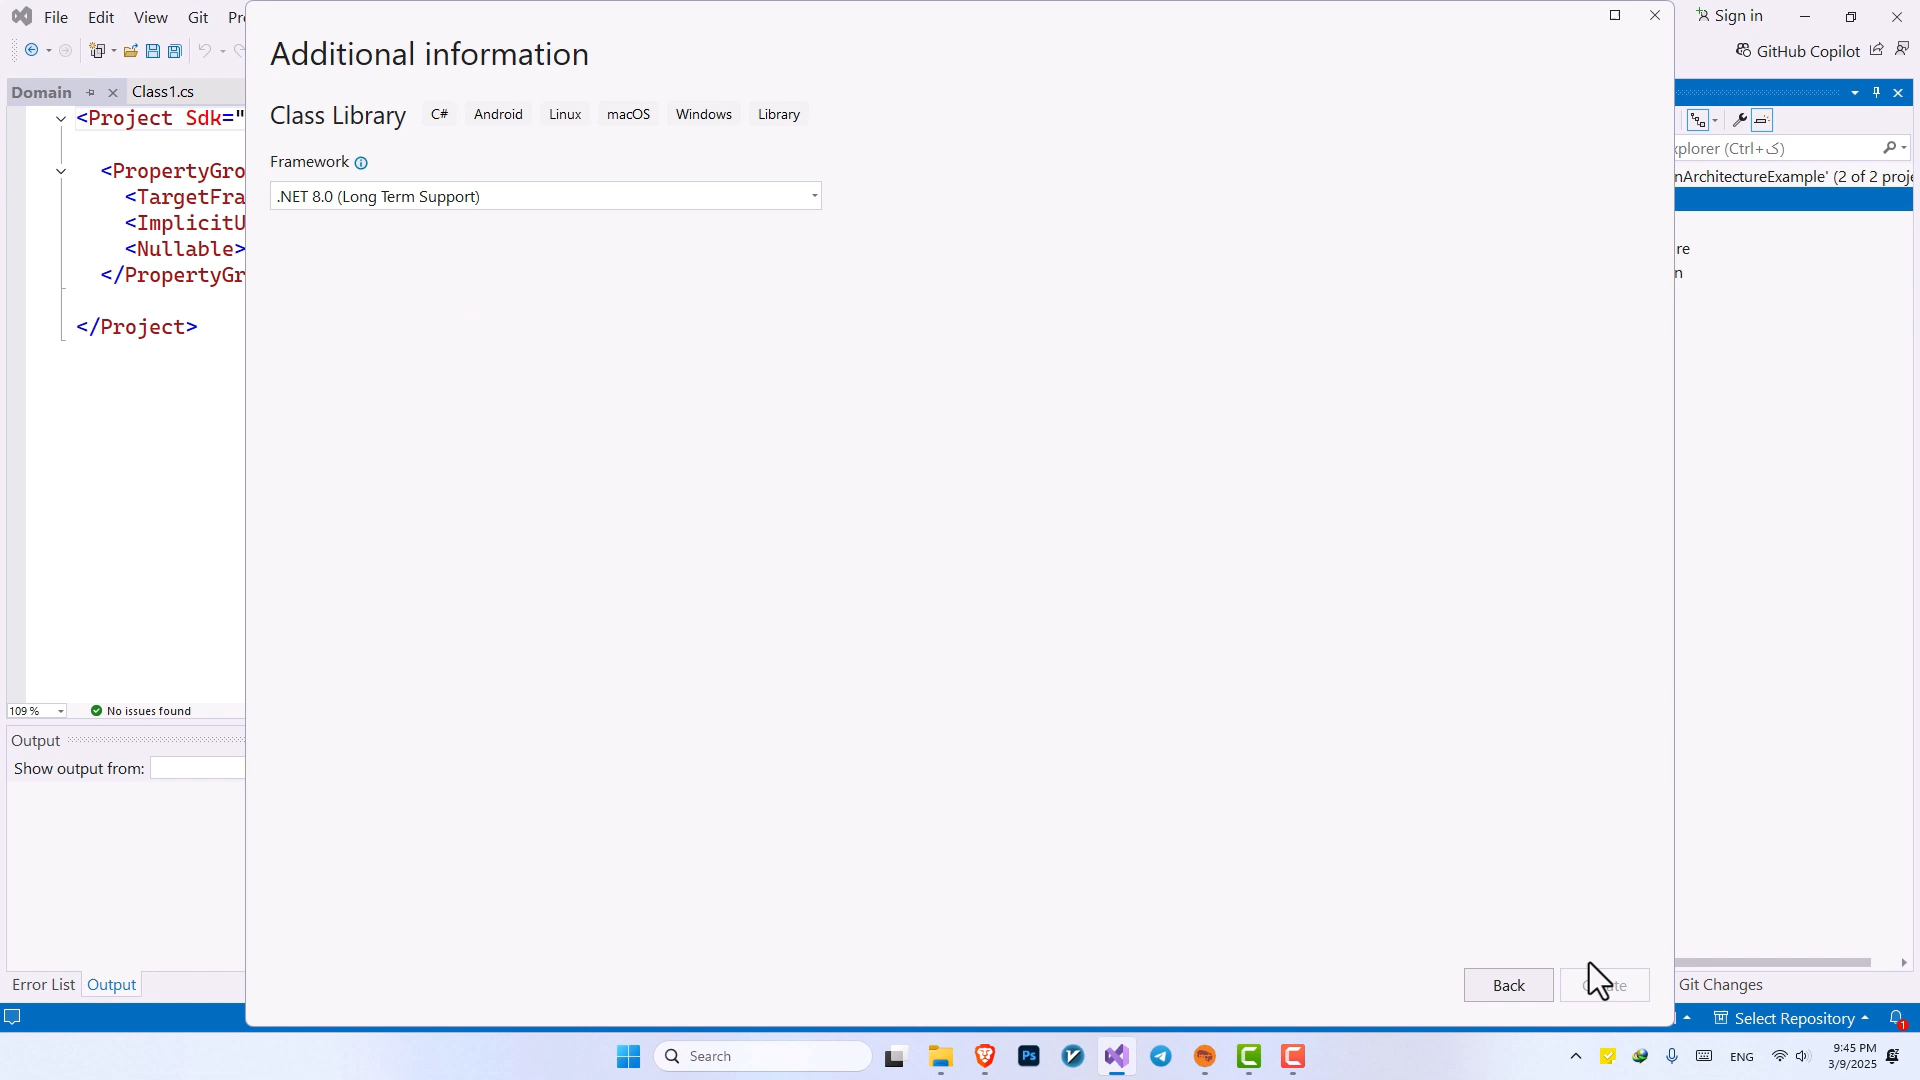 File Edit View Git
Sign in
GitHub Copilot
Additional information
Domain
Class1.cs
Class Library C# Android Linux macOS Windows Library
<Project Sdk="
Framework
xplorer (Ctrl+ک)
<PropertyGro
nArchitectureExample' (2 of 2 proje
.NET 8.0 (Long Term Support)
<TargetFra
<ImplicitU
<Nullable>
re
</PropertyGr
n
</Project>
109 %
No issues found
Output
Show output from:
Error List Output
Back
Git Changes
Select Repository
1
Search
Ps
ENG
9:45 PM
3/9/2025